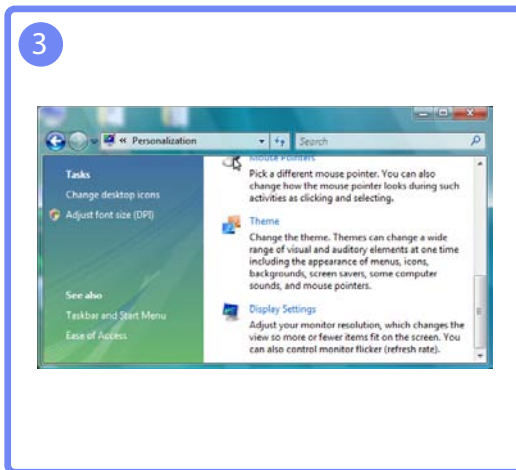 3
« Personalization
Search
Tasks
Change desktop icons
Adjust font size (DPI)
See also
Taskbar and Start Menu
Ease of Access
Mouse Pointers
Pick a different mouse pointer. You can also
change how the mouse pointer looks during such
activities as clicking and selecting.
Theme
Change the theme. Themes can change a wide
range of visual and auditory elements at one time
including the appearance of menus, icons,
backgrounds, screen savers, some computer
sounds, and mouse pointers.
Display Settings
Adjust your monitor resolution, which changes the
view so more or fewer items fit on the screen. You
can also control monitor flicker (refresh rate).